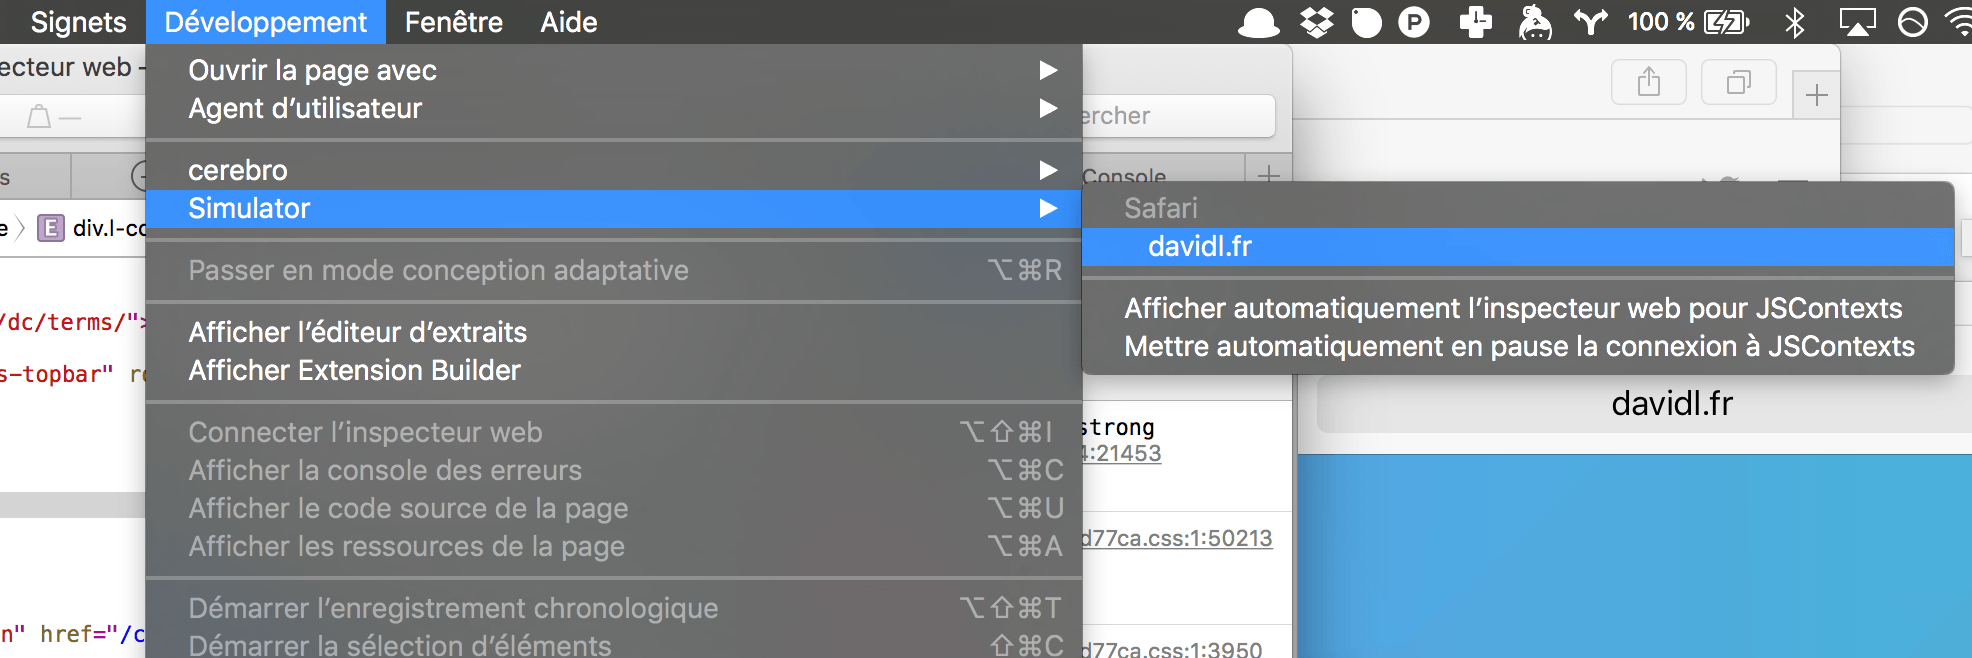 Signets Développement Fenêtre Aide 100 %
ecteur web –
Ouvrir la page avec
Agent d’utilisateur
ercher
cerebro
Console
s
Simulator
Safari
e div.l-co
davidl.fr
Passer en mode conception adaptative ⌥⌘R
Afficher automatiquement l’inspecteur web pour JSContexts
/dc/terms/">
Afficher l’éditeur d’extraits
Mettre automatiquement en pause la connexion à JSContexts
s-topbar" re
Afficher Extension Builder
davidl.fr
Connecter l’inspecteur web ⌥⇧⌘I
strong
4:21453
Afficher la console des erreurs ⌥⌘C
Afficher le code source de la page ⌥⌘U
Afficher les ressources de la page ⌥⌘A
d77ca.css:1:50213
Démarrer l’enregistrement chronologique ⌥⇧⌘T
n" href="/c
Démarrer la sélection d’éléments ⇧⌘C
d77ca.css:1:3950